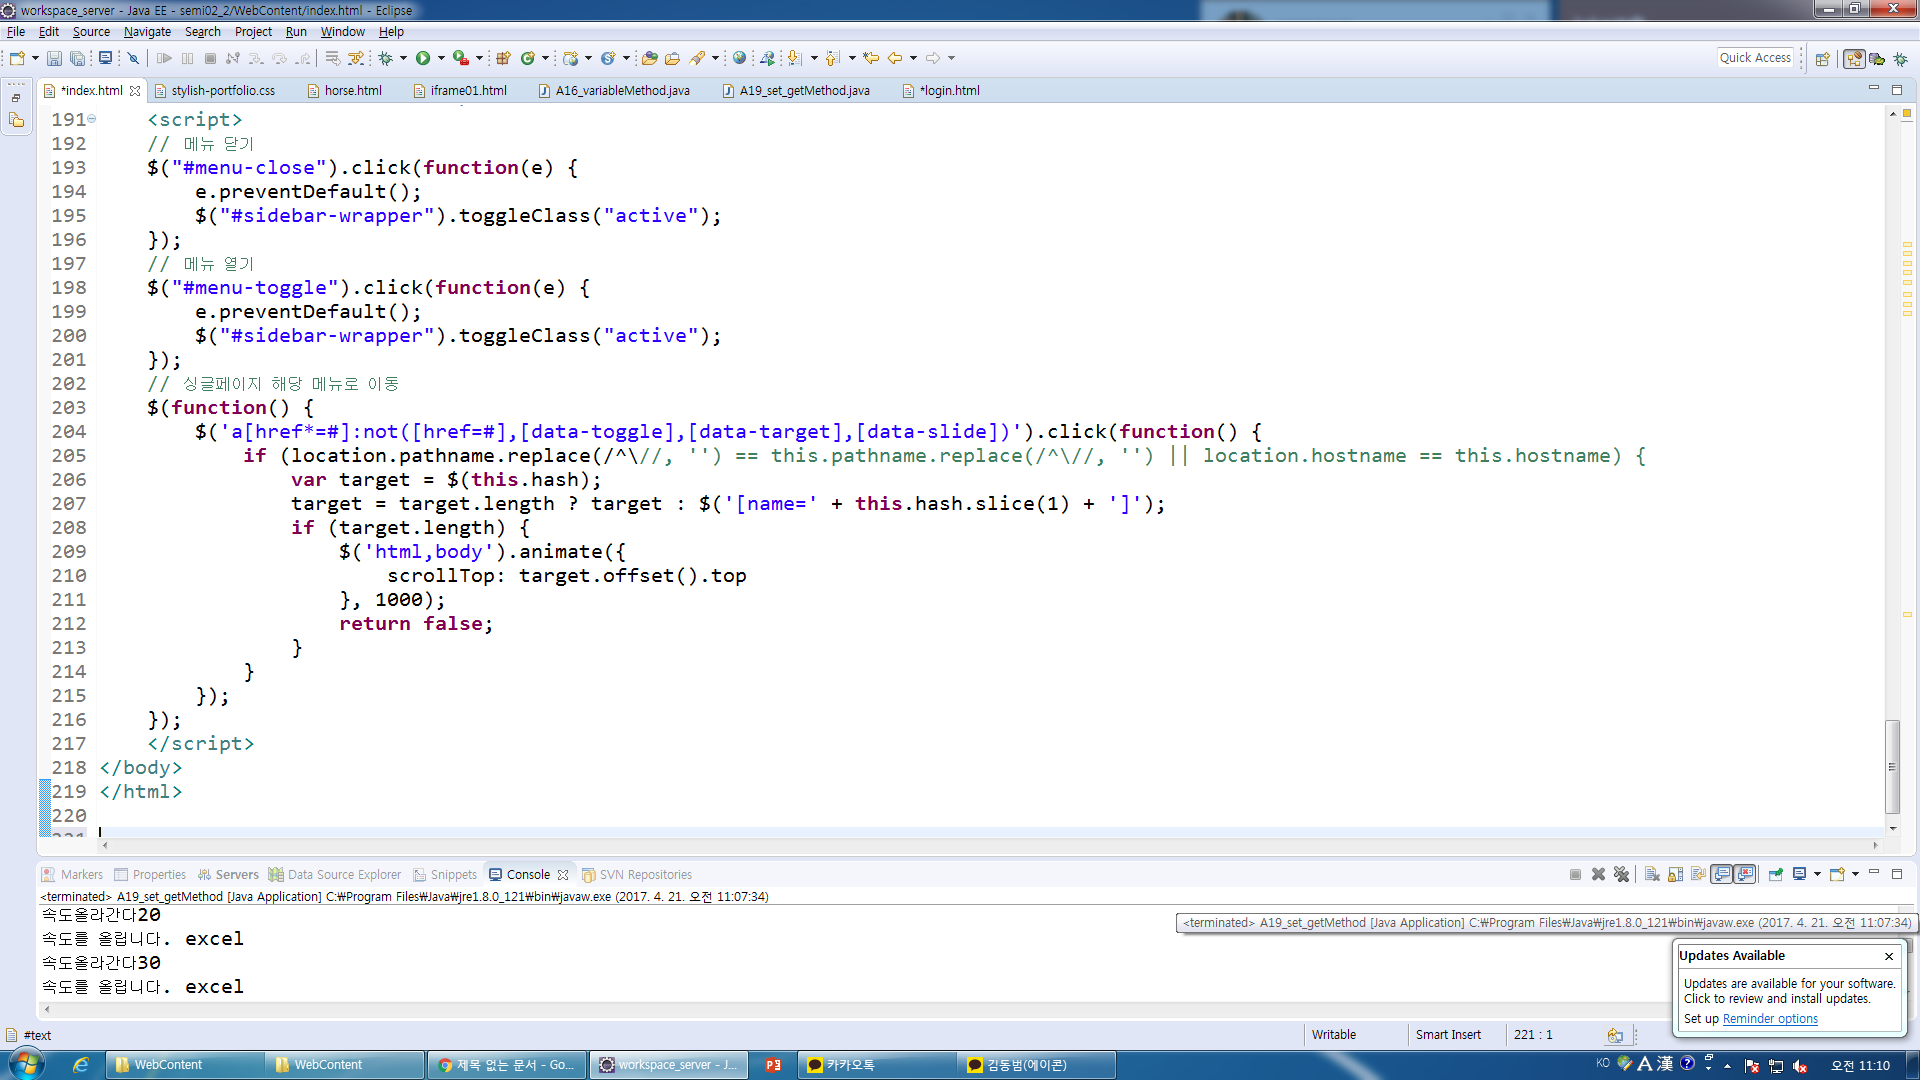 workspace_server - Java EE - semi02_2/WebContent/index.html - Eclipse
File Edit Source Navigate Search Project Run Window Help
Quick Access
*index.html stylish-portfolio.css horse.html iframe01.html A16_variableMethod.java A19_set_getMethod.java *login.html
191 <script>
192 // 메뉴 닫기
193 $("#menu-close").click(function(e) {
194 e.preventDefault();
195 $("#sidebar-wrapper").toggleClass("active");
196 });
197 // 메뉴 열기
198 $("#menu-toggle").click(function(e) {
199 e.preventDefault();
200 $("#sidebar-wrapper").toggleClass("active");
201 });
202 // 싱글페이지 해당 메뉴로 이동
203 $(function() {
204 $('a[href*=#]:not([href=#],[data-toggle],[data-target],[data-slide])').click(function() {
205 if (location.pathname.replace(/^\//, '') == this.pathname.replace(/^\//, '') || location.hostname == this.hostname) {
206 var target = $(this.hash);
207 target = target.length ? target : $('[name=' + this.hash.slice(1) + ']');
208 if (target.length) {
209 $('html,body').animate({
210 scrollTop: target.offset().top
211 }, 1000);
212 return false;
213 }
214 }
215 });
216 });
217 </script>
218 </body>
219 </html>
220
221
Markers Properties Servers Data Source Explorer Snippets Console SVN Repositories
<terminated> A19_set_getMethod [Java Application] C:₩Program Files₩Java₩jre1.8.0_121₩bin₩javaw.exe (2017. 4. 21. 오전 11:07:34)
속도올라간다20
<terminated> A19_set_getMethod [Java Application] C:₩Program Files₩Java₩jre1.8.0_121₩bin₩javaw.exe (2017. 4. 21. 오전 11:07:34)
속도를 올립니다. excel
속도올라간다30
속도를 올립니다. excel
Updates Available
Updates are available for your software.
Click to review and install updates.
Set up Reminder options
#text Writable Smart Insert 221 : 1
WebContent WebContent 제목 없는 문서 - Go... workspace_server - J... 카카오톡 김동범(에이콘) KO A 漢 오전 11:10